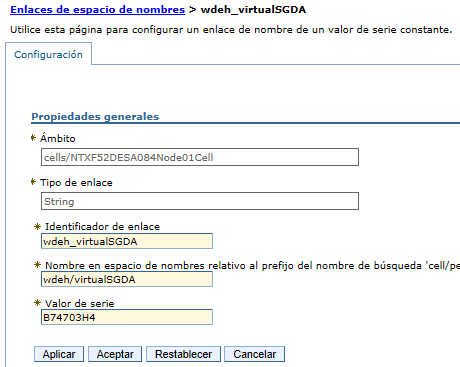 Enlaces de espacio de nombres > wdeh_virtualSGDA
Utilice esta página para configurar un enlace de nombre de un valor de serie constante.
Configuración
Propiedades generales
* Ámbito
cells/NTXF52DESA084Node01Cell
* Tipo de enlace
String
* Identificador de enlace
wdeh_virtualSGDA
* Nombre en espacio de nombres relativo al prefijo del nombre de búsqueda 'cell/pe
wdeh/virtualSGDA
* Valor de serie
B74703H4
Aplicar Aceptar Restablecer Cancelar